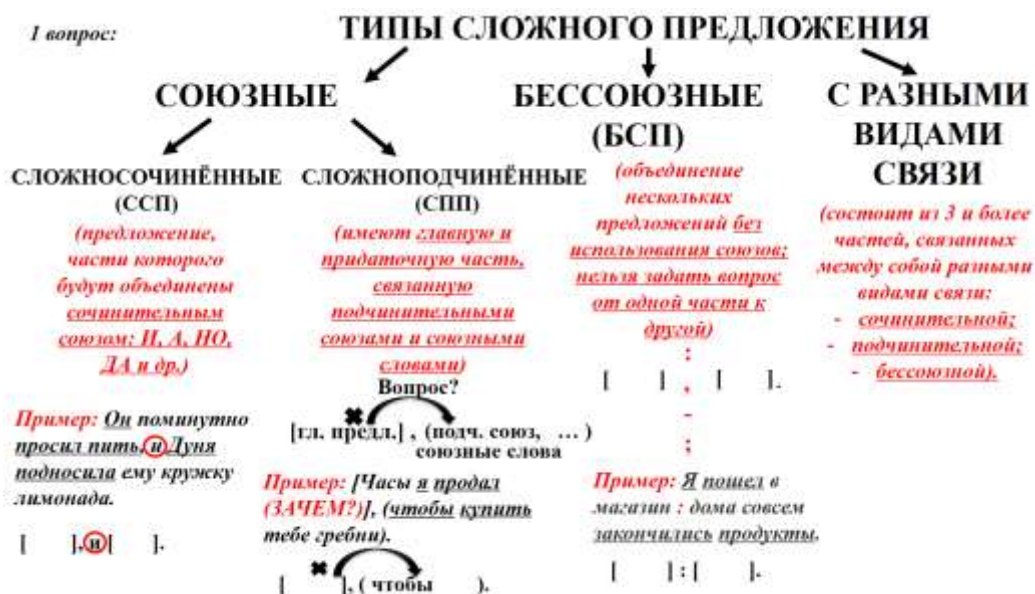 1 вопрос:
ТИПЫ СЛОЖНОГО ПРЕДЛОЖЕНИЯ
СОЮЗНЫЕ
СЛОЖНОСОЧИНЁННЫЕ
(ССП)
(предложение,
части которого
будут объединены
сочинительным
союзом: И, А, НО,
ДА и др.)
Пример: Он поминутно
просил пить, и Дуня
подносила ему кружку
лимонада.
[ ], и [ ].
СЛОЖНОПОДЧИНЁННЫЕ
(СПП)
(имеют главную и
придаточную часть,
связанную
подчинительными
союзами и союзными
словами)
Вопрос?
[гл. предл.] , (подч. союз, … )
союзные слова
Пример: [Часы я продал
(ЗАЧЕМ?)], (чтобы купить
тебе гребни).
[ ], ( чтобы ).
БЕССОЮЗНЫЕ
(БСП)
(объединение
нескольких
предложений без
использования союзов;
нельзя задать вопрос
от одной части к
другой)
:
[ ] , [ ].
-
;
Пример: Я пошел в
магазин : дома совсем
закончились продукты.
[ ] : [ ].
С РАЗНЫМИ
ВИДАМИ
СВЯЗИ
(состоит из 3 и более
частей, связанных
между собой разными
видами связи:
- сочинительной;
- подчинительной;
- бессоюзной).